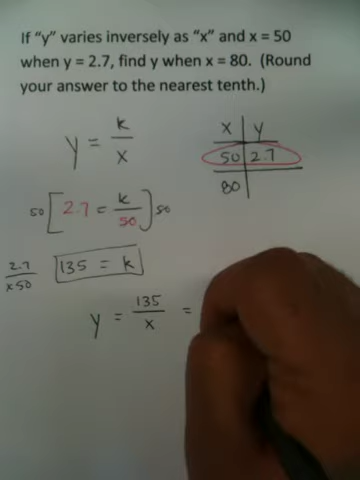 If “y” varies inversely as “x” and x = 50
when y = 2.7, find y when x = 80. (Round
your answer to the nearest tenth.)
y = k/x
x y
50 2.7
80
50 [2.7 = k/50] 50
2.7
x50
135 = k
y = 135/x =